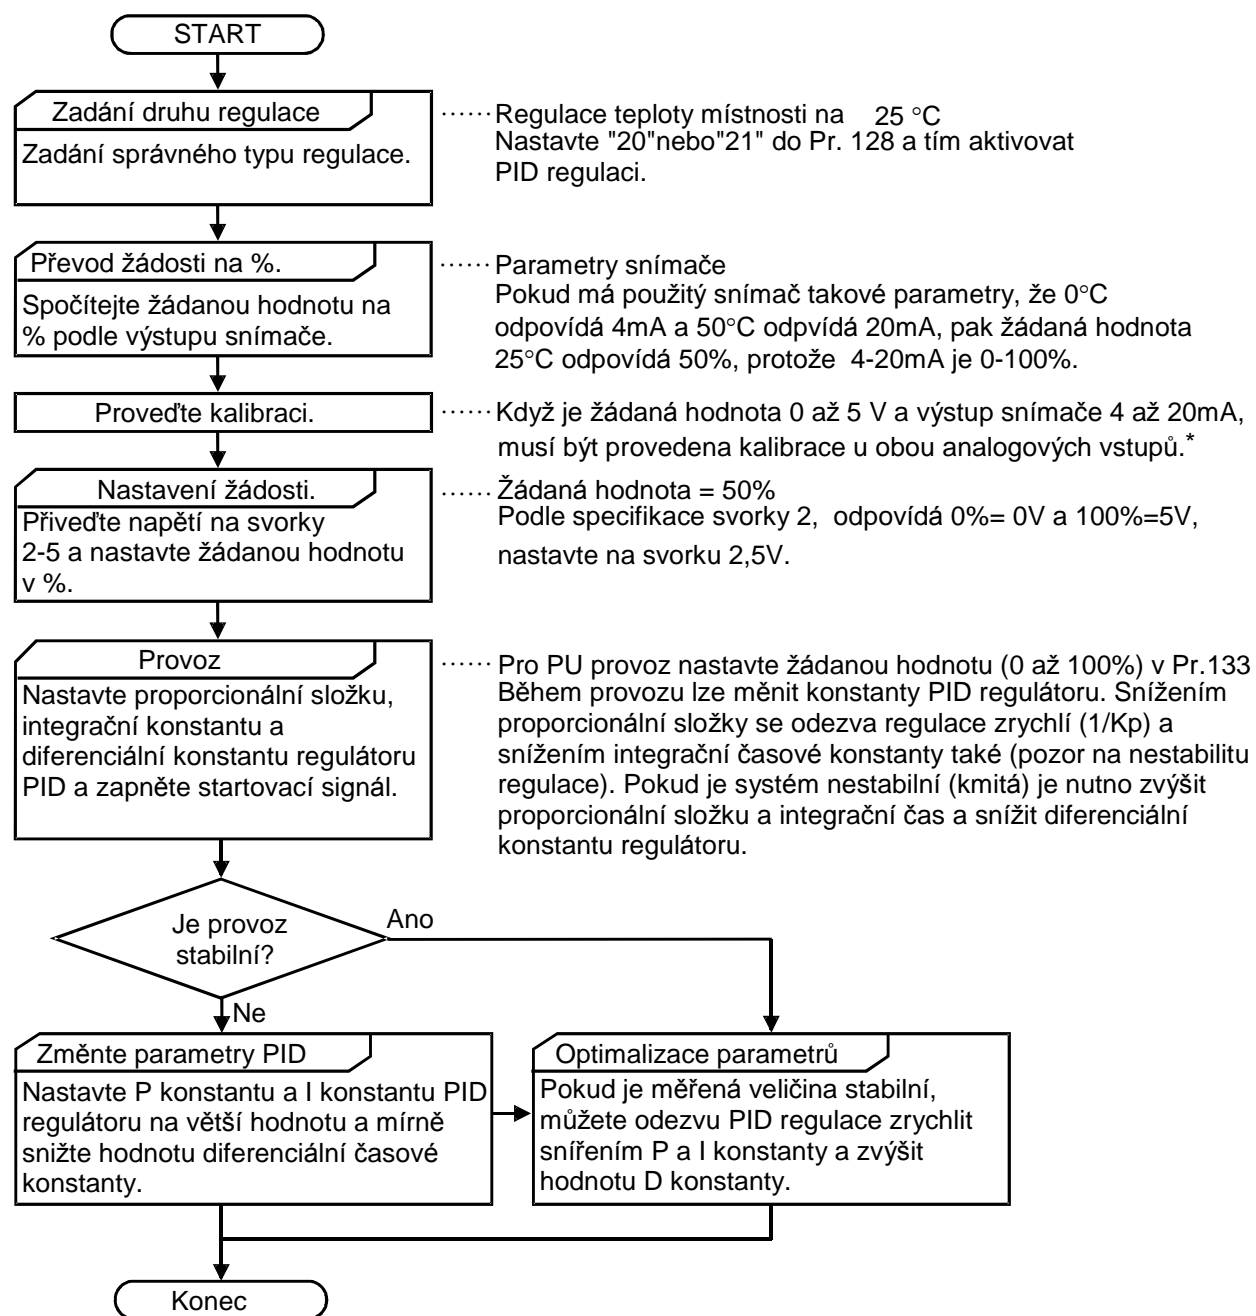 START
Zadání druhu regulace
Zadání správného typu regulace.
······Regulace teploty místnosti na 25 °C
Nastavte "20"nebo"21" do Pr. 128 a tím aktivovat
PID regulaci.
Převod žádosti na %.
Spočítejte žádanou hodnotu na
% podle výstupu snímače.
······Parametry snímače
Pokud má použitý snímač takové parametry, že 0°C
odpovídá 4mA a 50°C odpvídá 20mA, pak žádaná hodnota
25°C odpovídá 50%, protože 4-20mA je 0-100%.
Proveďte kalibraci.
······Když je žádaná hodnota 0 až 5 V a výstup snímače 4 až 20mA,
musí být provedena kalibrace u obou analogových vstupů.*
Nastavení žádosti.
Přiveďte napětí na svorky
2-5 a nastavte žádanou hodnotu
v %.
······Žádaná hodnota = 50%
Podle specifikace svorky 2, odpovídá 0%= 0V a 100%=5V,
nastavte na svorku 2,5V.
Provoz
Nastavte proporcionální složku,
integrační konstantu a
diferenciální konstantu regulátoru
PID a zapněte startovací signál.
······Pro PU provoz nastavte žádanou hodnotu (0 až 100%) v Pr.133
Během provozu lze měnit konstanty PID regulátoru. Snížením
proporcionální složky se odezva regulace zrychlí (1/Kp) a
snížením integrační časové konstanty také (pozor na nestabilitu
regulace). Pokud je systém nestabilní (kmitá) je nutno zvýšit
proporcionální složku a integrační čas a snížit diferenciální
konstantu regulátoru.
Je provoz
stabilní?
Ano
Ne
Změnte parametry PID
Nastavte P konstantu a I konstantu PID
regulátoru na větší hodnotu a mírně
snižte hodnotu diferenciální časové
konstanty.
Optimalizace parametrů
Pokud je měřená veličina stabilní,
můžete odezvu PID regulace zrychlit
snířením P a I konstanty a zvýšit
hodnotu D konstanty.
Konec